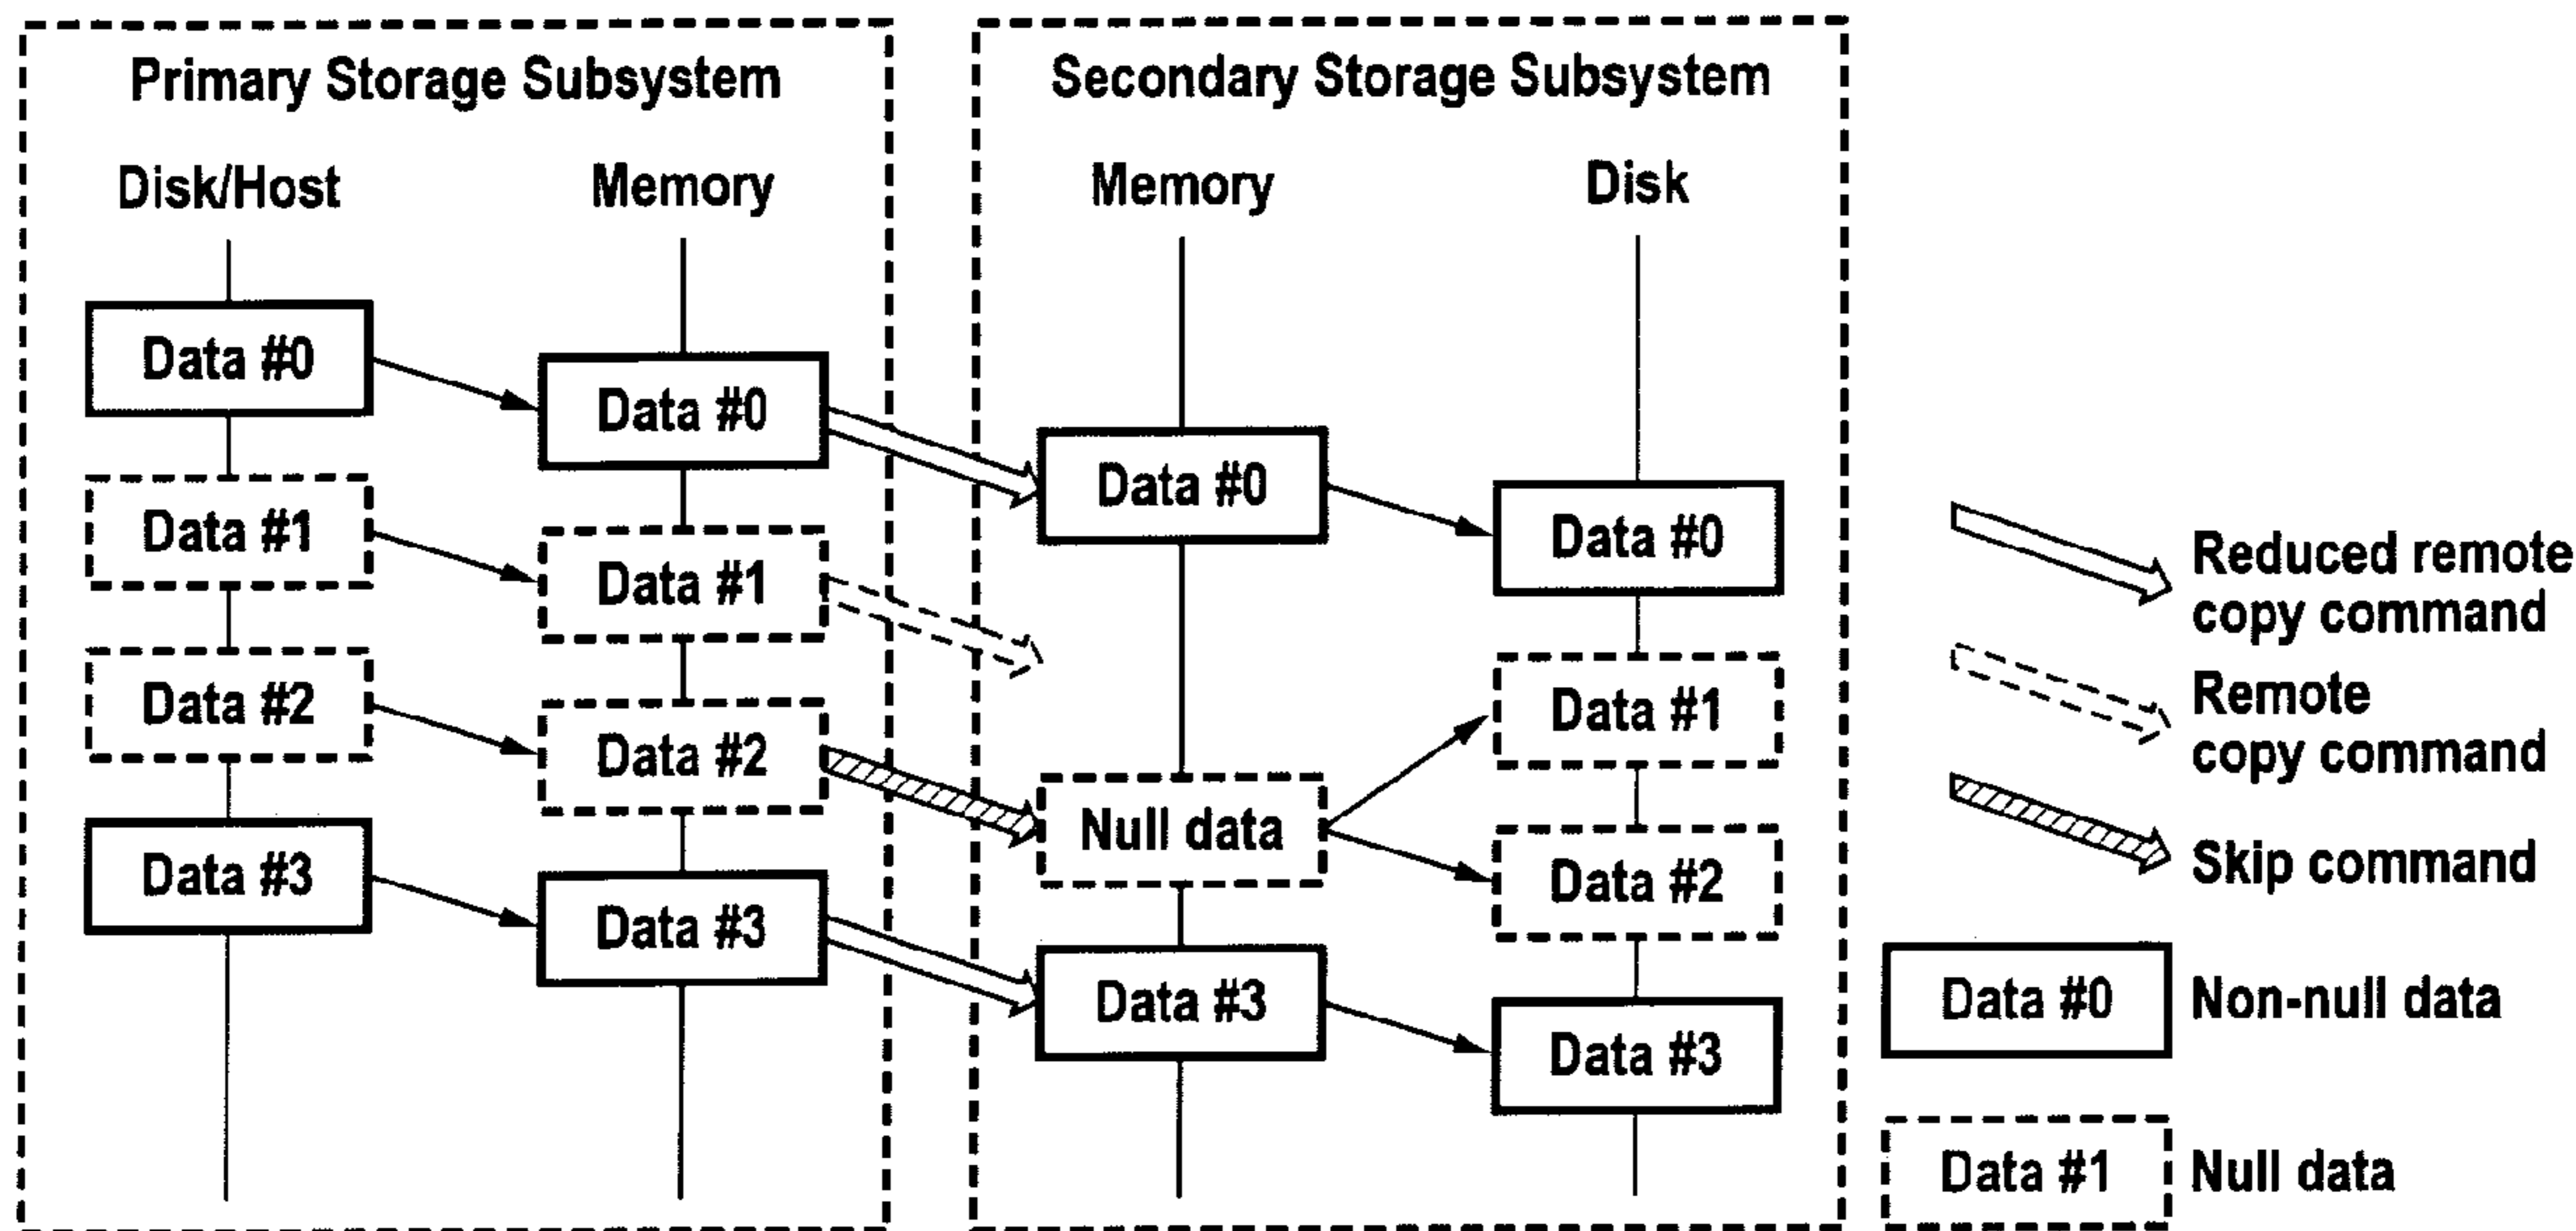 Primary Storage Subsystem
Disk/Host
Memory
Data #0
Data #0
Data #1
Data #1
Data #2
Data #2
Data #3
Data #3
Secondary Storage Subsystem
Memory
Disk
Data #0
Data #0
Data #1
Null data
Data #2
Data #3
Data #3
Reduced remote
copy command
Remote
copy command
Skip command
Data #0
Non-null data
Data #1
Null data